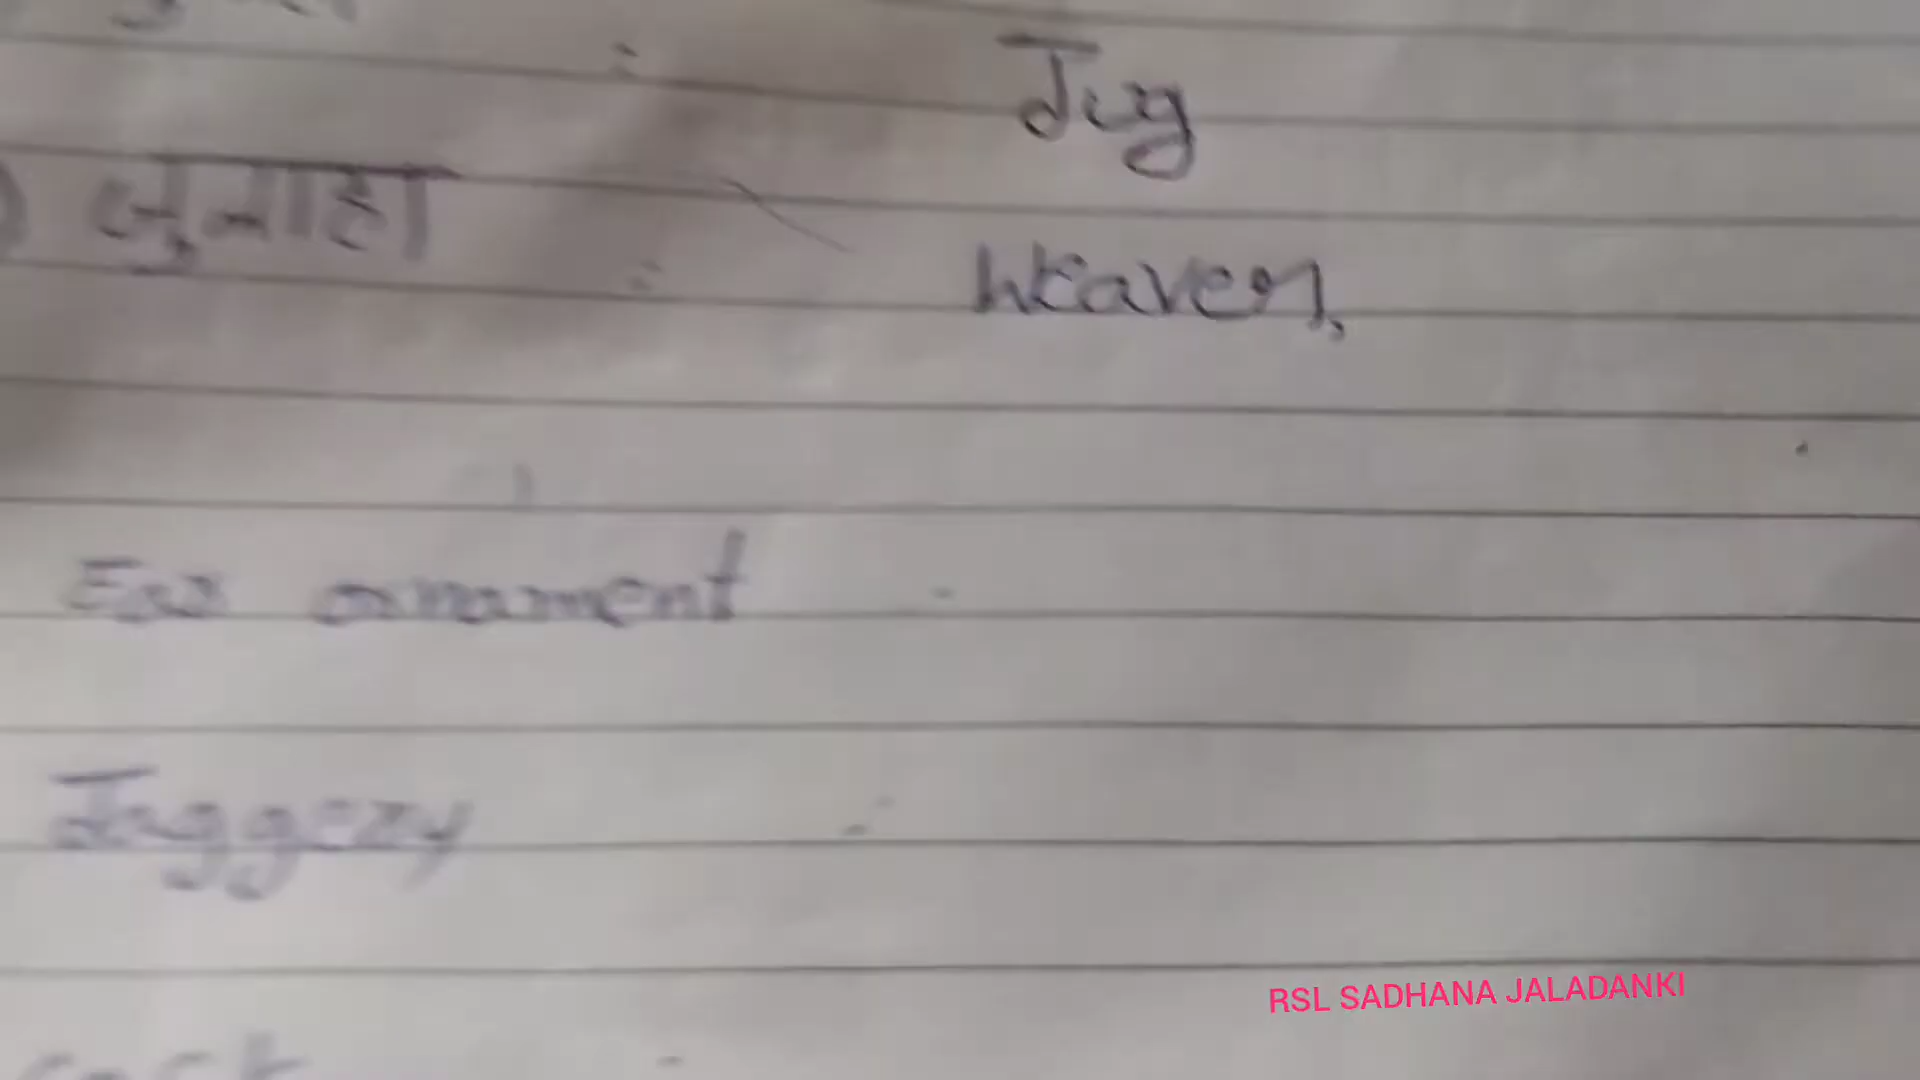 : Jug
जुलाहा : Weaver,
Ear ornament -
Jaggery :
RSL SADHANA JALADANKI